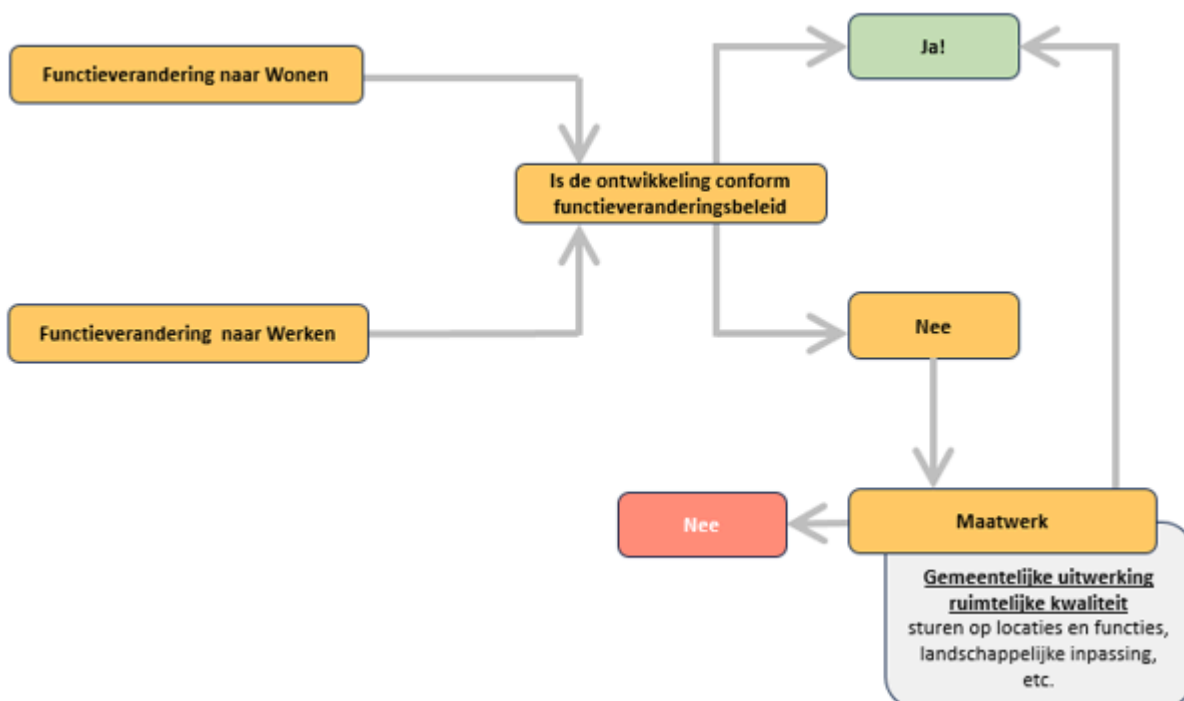 Ja!
Functieverandering naar Wonen
Is de ontwikkeling conform
functieveranderingsbeleid
Functieverandering naar Werken
Nee
Nee
Maatwerk
Gemeentelijke uitwerking
ruimtelijke kwaliteit
sturen op locaties en functies,
landschappelijke inpassing,
etc.